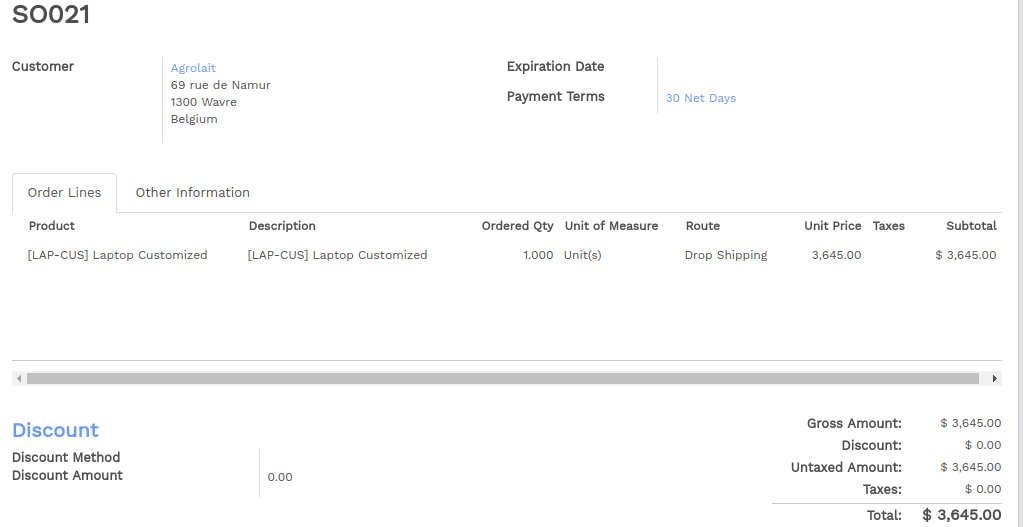 SO021
Customer
Agrolait
69 rue de Namur
1300 Wavre
Belgium
Expiration Date
Payment Terms 30 Net Days
Order Lines Other Information
Product Description Ordered Qty Unit of Measure Route Unit Price Taxes Subtotal
[LAP-CUS] Laptop Customized [LAP-CUS] Laptop Customized 1.000 Unit(s) Drop Shipping 3,645.00 $ 3,645.00
Discount
Discount Method
Discount Amount 0.00
Gross Amount: $ 3,645.00
Discount: $ 0.00
Untaxed Amount: $ 3,645.00
Taxes: $ 0.00
Total: $ 3,645.00